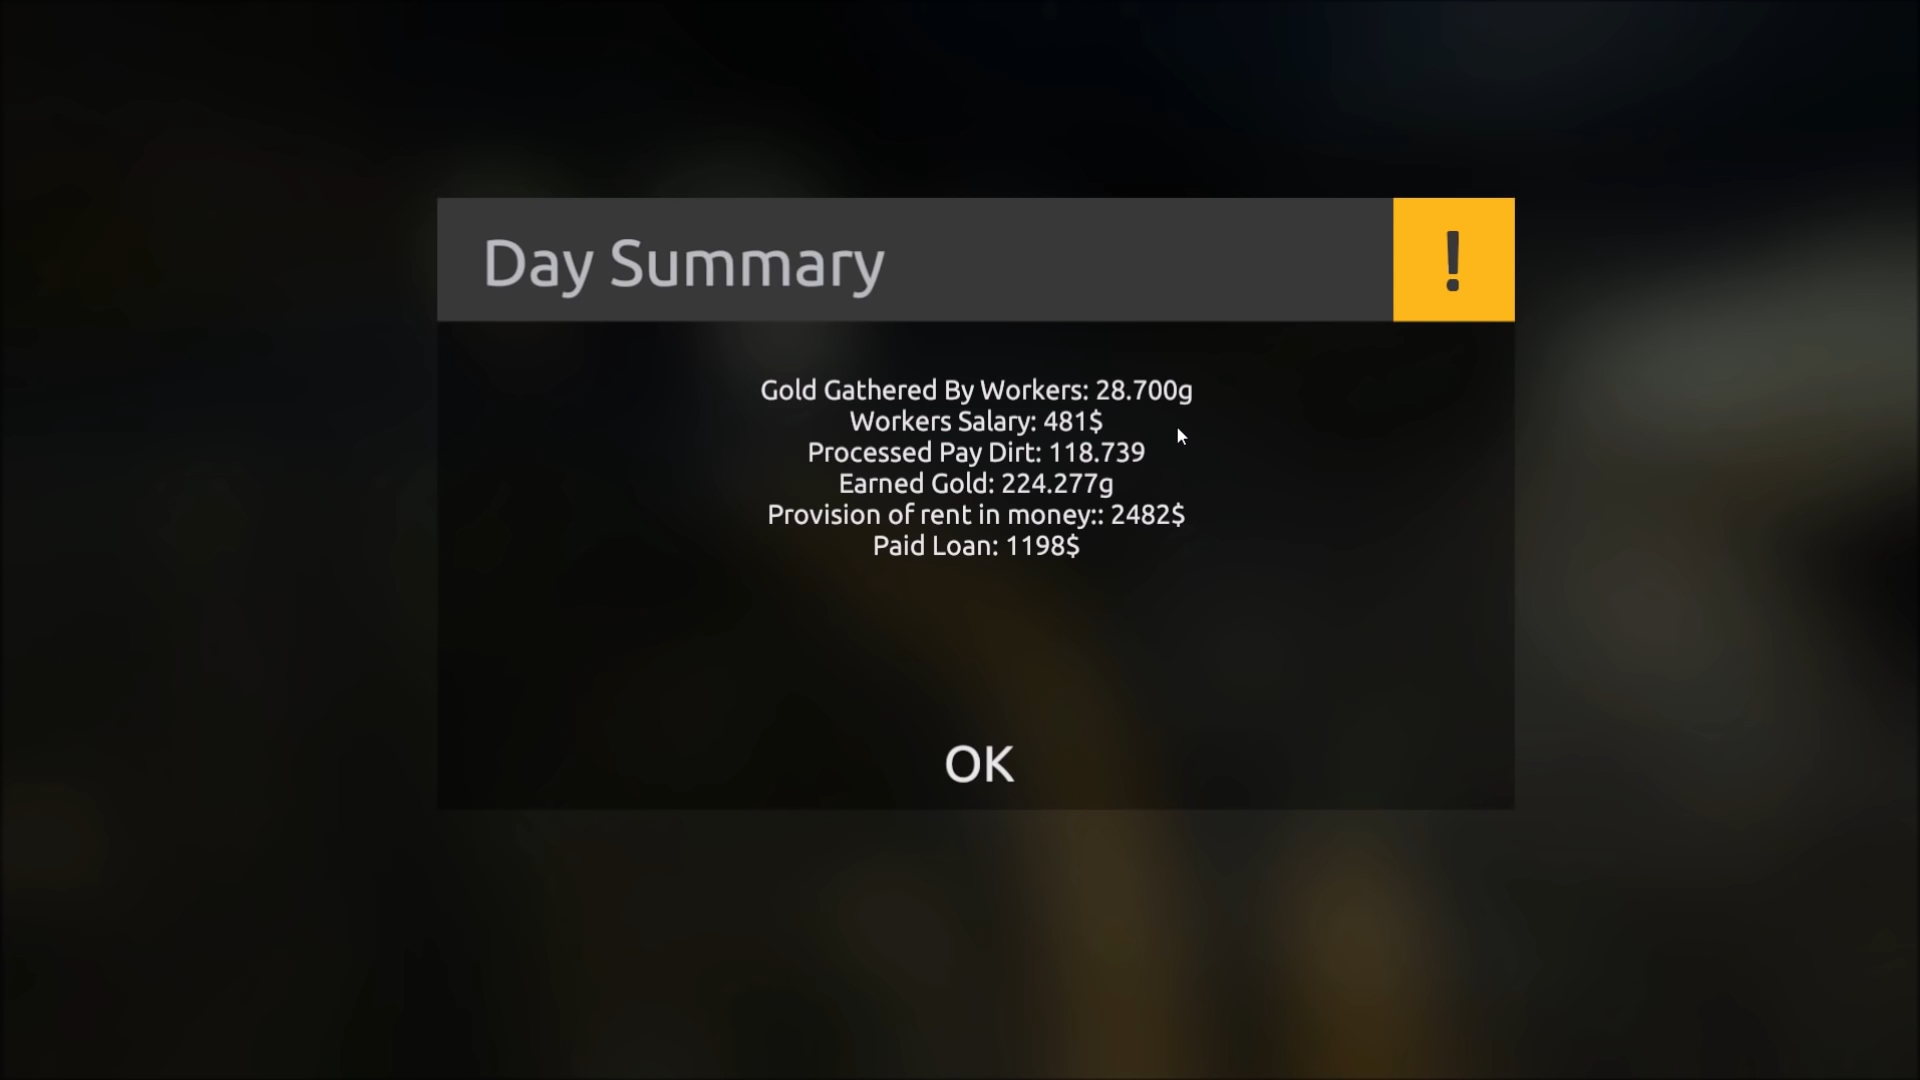 Day Summary
!
Gold Gathered By Workers: 28.700g
Workers Salary: 481$
Processed Pay Dirt: 118.739
Earned Gold: 224.277g
Provision of rent in money:: 2482$
Paid Loan: 1198$
OK